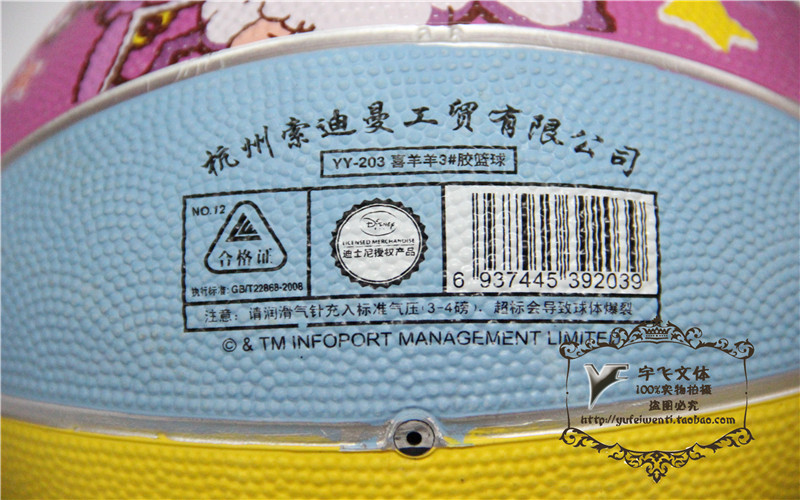 杭州索迪曼工贸有限公司
YY-203 喜羊羊3#胶篮球
NO.12
合格证
执行标准: GB/T22868-2008
Disney
LICENSED MERCHANDISE
迪士尼授权产品
6 937445 392039
注意: 请润滑气针充入标准气压(3-4磅), 超标会导致球体爆裂
© & TM INFOPORT MANAGEMENT LIMITED
宇飞文体
100%实物拍摄
盗图必究
http://yufeiwenti.taobao.com